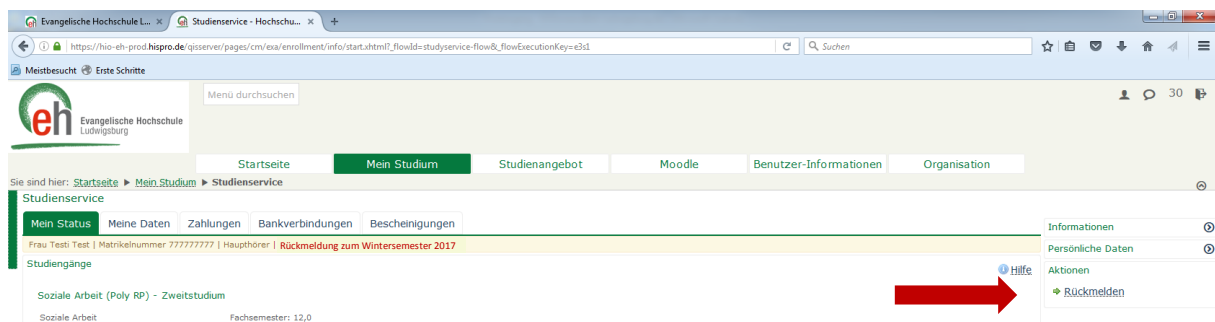 Evangelische Hochschule L... × Studienservice - Hochschu... × +
https://hio-eh-prod.hispro.de/qisserver/pages/cm/exa/enrollment/info/start.xhtml?_flowId=studyservice-flow&_flowExecutionKey=e3s1 Suchen
Meistbesucht Erste Schritte
Menü durchsuchen
30
eh Evangelische Hochschule
Ludwigsburg
Startseite Mein Studium Studienangebot Moodle Benutzer-Informationen Organisation
Sie sind hier: Startseite ▶ Mein Studium ▶ Studienservice
Studienservice
Mein Status Meine Daten Zahlungen Bankverbindungen Bescheinigungen
Informationen
Frau Testi Test | Matrikelnummer 777777777 | Haupthörer | Rückmeldung zum Wintersemester 2017
Persönliche Daten
Studiengänge
Hilfe
Aktionen
Rückmelden
Soziale Arbeit (Poly RP) - Zweitstudium
Soziale Arbeit Fachsemester: 12,0